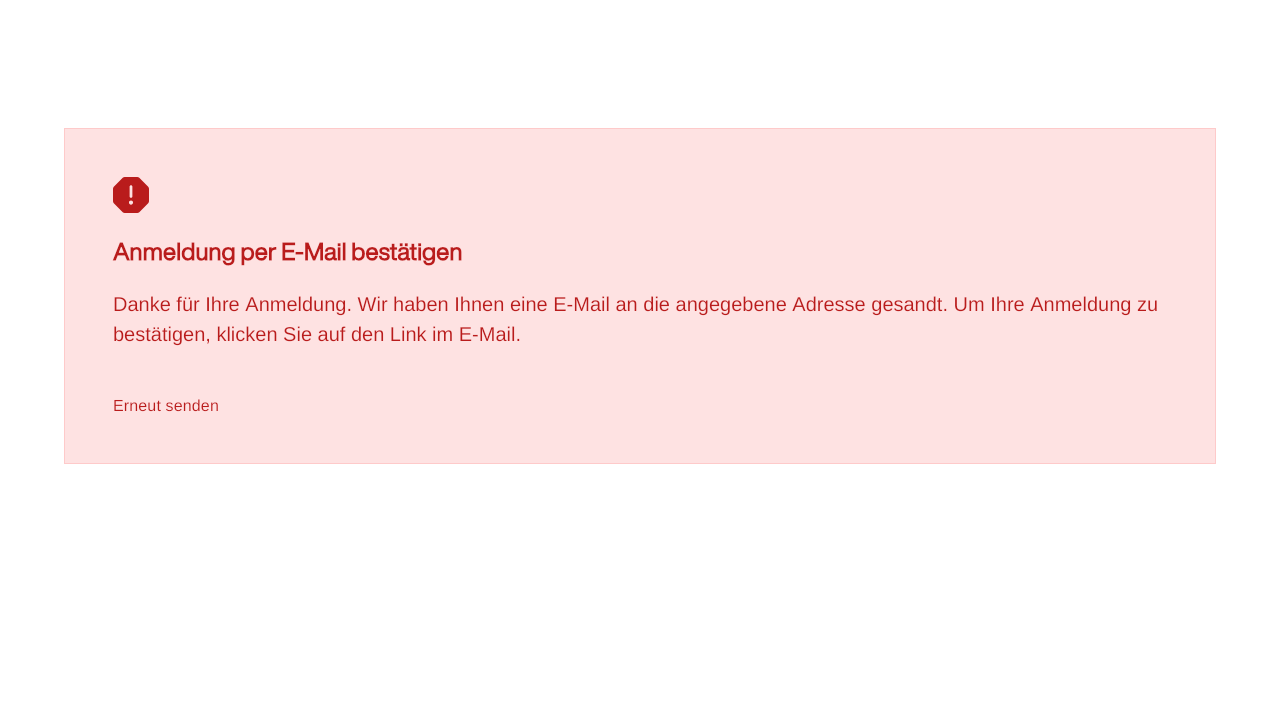 Anmeldung per E-Mail bestätigen
Danke für Ihre Anmeldung. Wir haben Ihnen eine E-Mail an die angegebene Adresse gesandt. Um Ihre Anmeldung zu
bestätigen, klicken Sie auf den Link im E-Mail.
Erneut senden